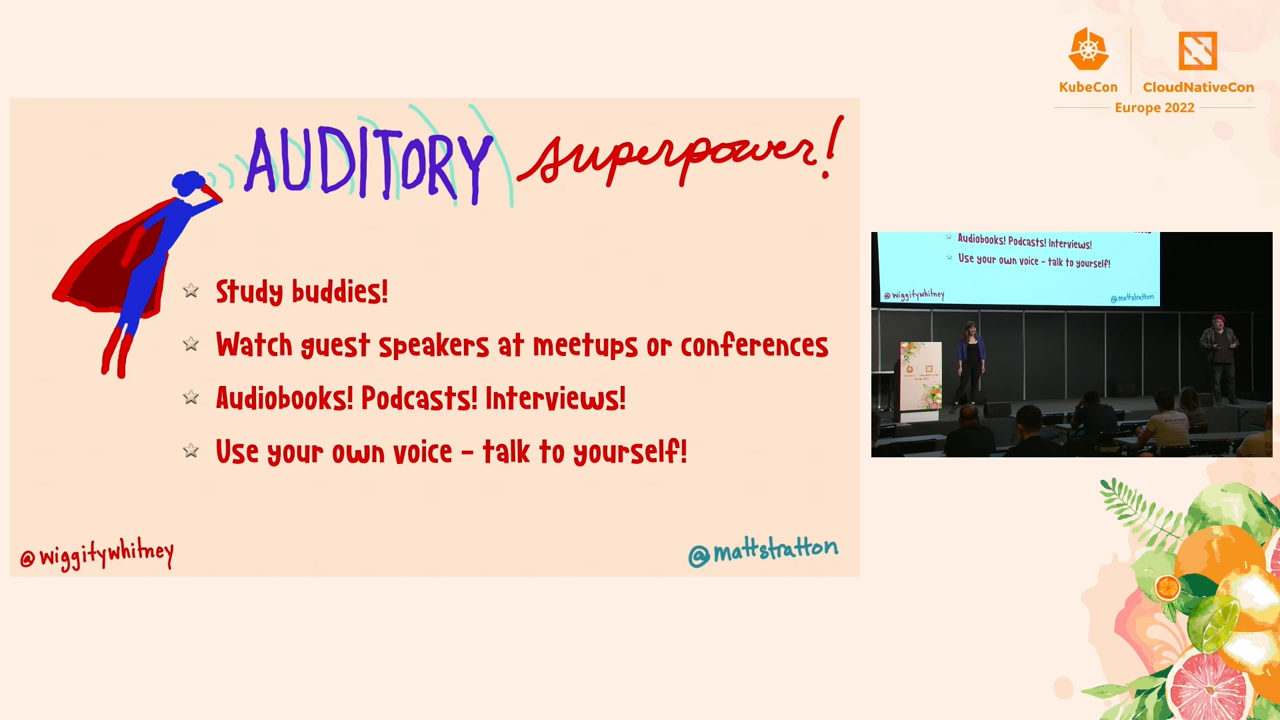 KubeCon
CloudNativeCon
Europe 2022
AUDITORY superpower!
Study buddies!
Watch guest speakers at meetups or conferences
Audiobooks! Podcasts! Interviews!
Use your own voice - talk to yourself!
@wiggitywhitney
@mattstratton
Audiobooks! Podcasts! Interviews!
Use your own voice - talk to yourself!
@wiggitywhitney
@mattstratton